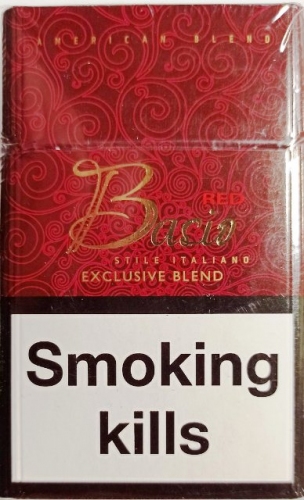 AMERICAN BLEND
RED
Bacio
STILE ITALIANO
EXCLUSIVE BLEND
Smoking
kills